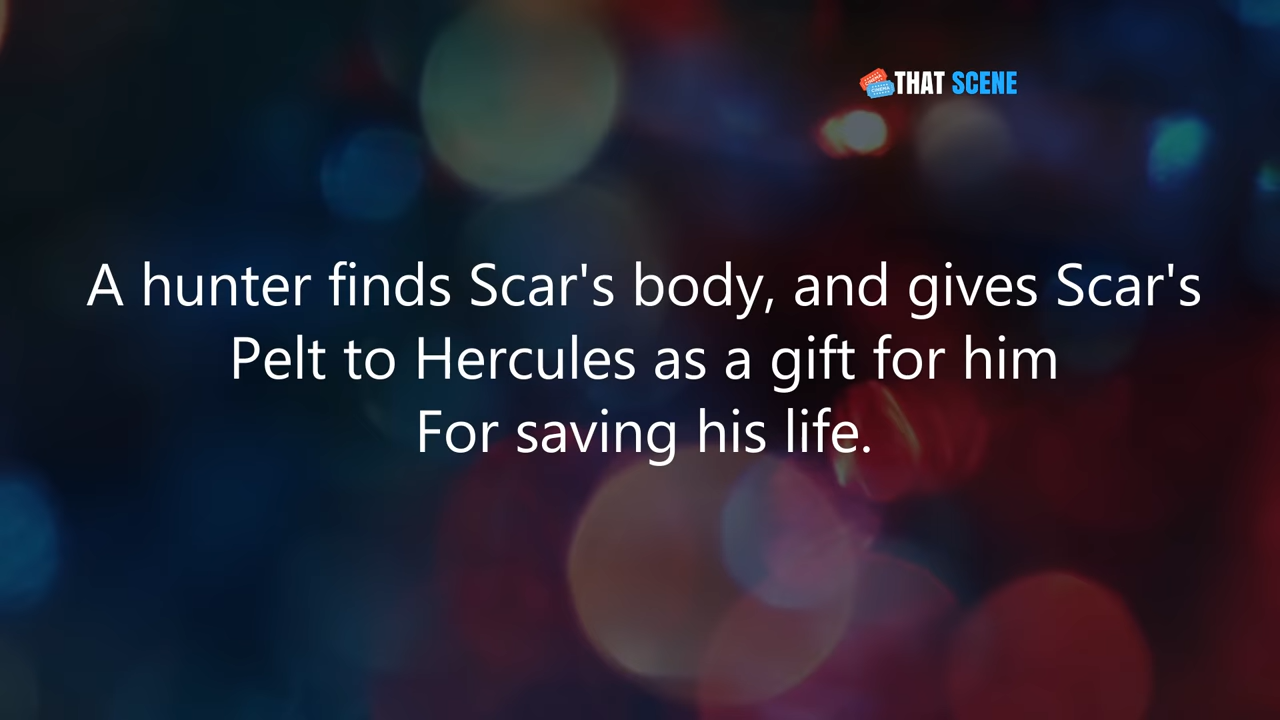 THAT SCENE
A hunter finds Scar's body, and gives Scar's
Pelt to Hercules as a gift for him
For saving his life.